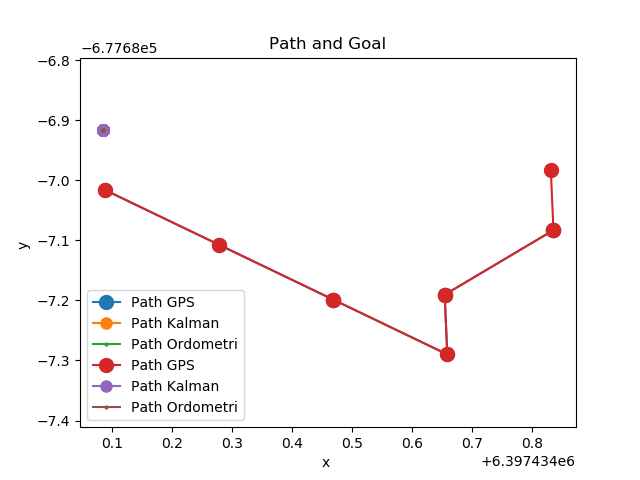 Path and Goal
−6.7768e5
−6.8
−6.9
−7.0
−7.1
−7.2
−7.3
−7.4
y
Path GPS
Path Kalman
Path Ordometri
Path GPS
Path Kalman
Path Ordometri
0.1 0.2 0.3 0.4 0.5 0.6 0.7 0.8
x
+6.397434e6